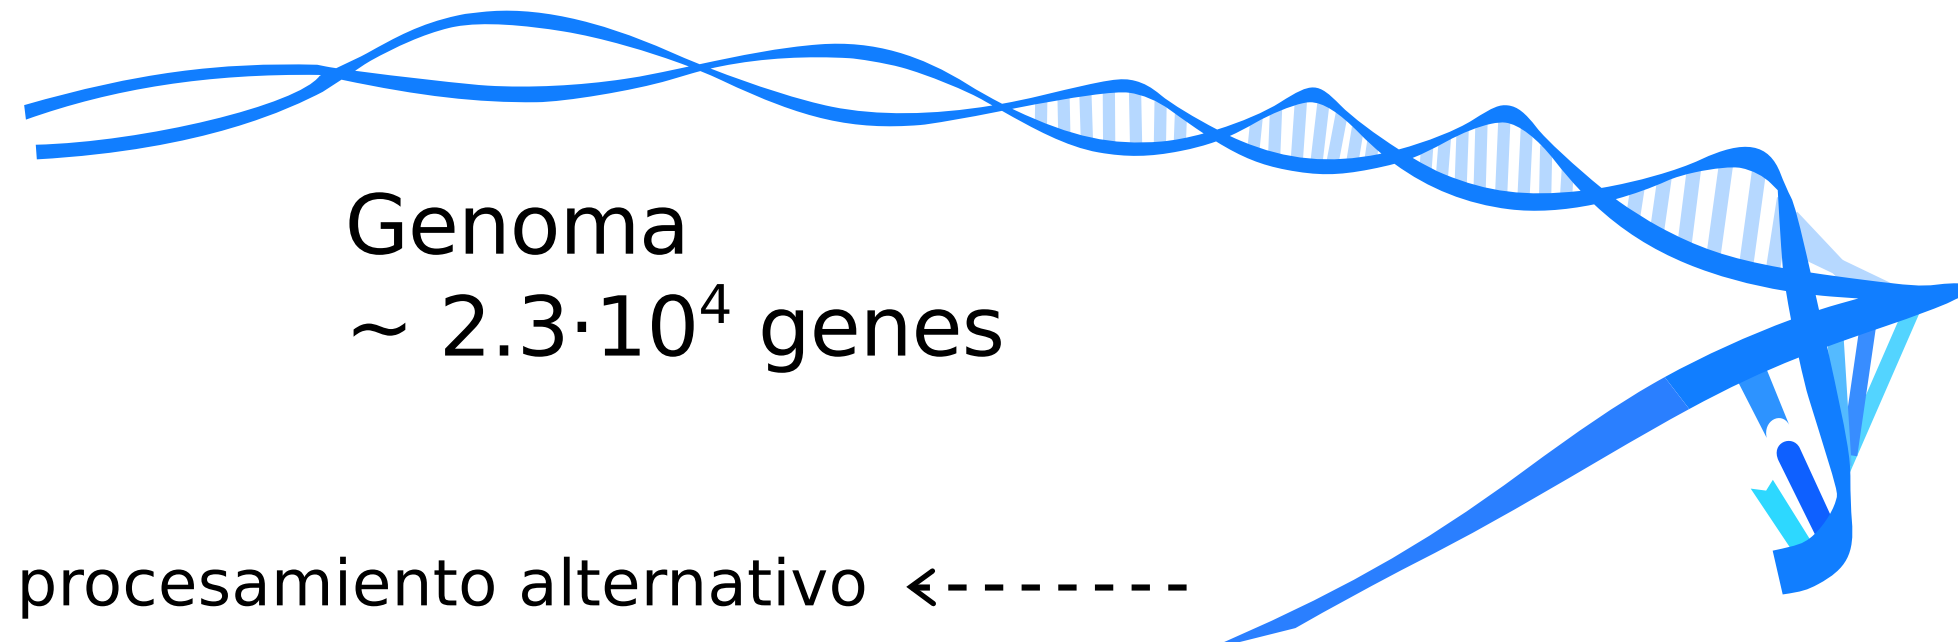 Genoma
~ 2.3·10⁴ genes
procesamiento alternativo